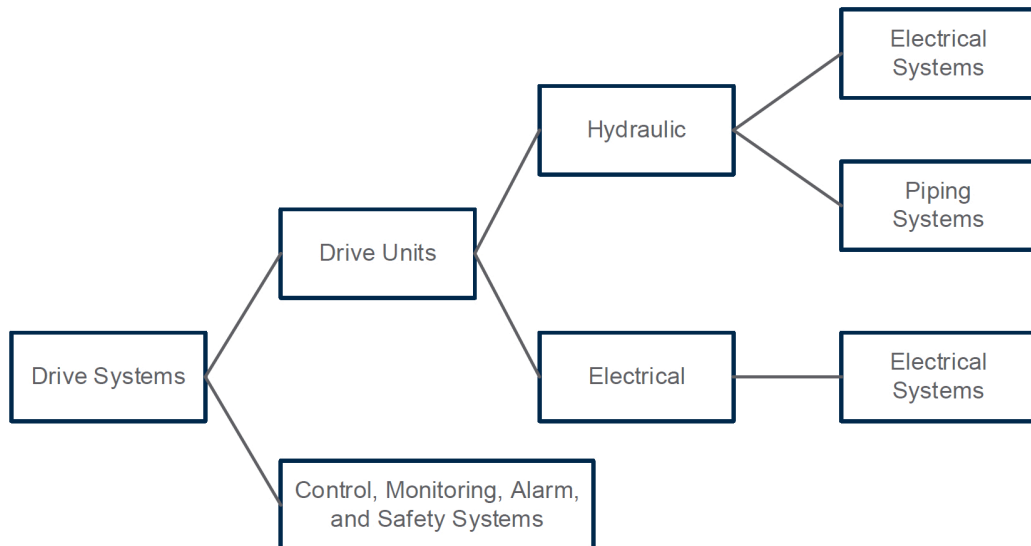 Electrical
Systems
Hydraulic
Piping
Systems
Drive Units
Drive Systems
Electrical
Electrical
Systems
Control, Monitoring, Alarm,
and Safety Systems